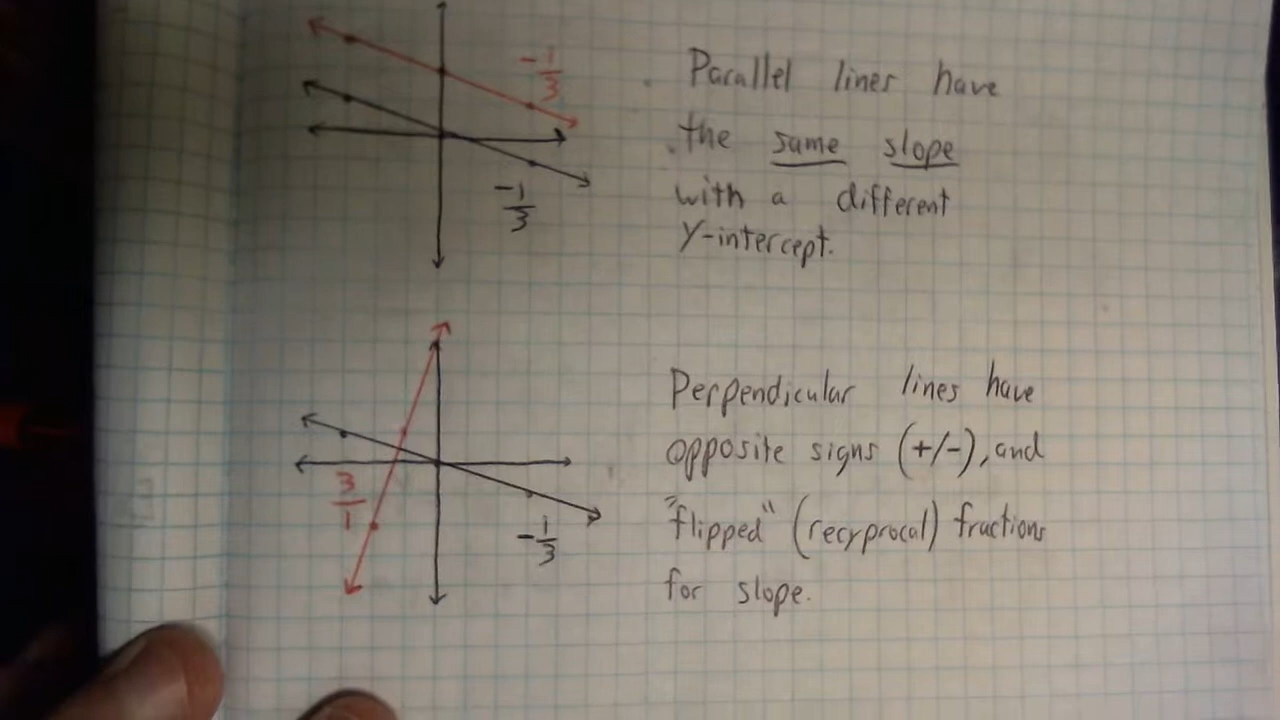 -1/3
Parallel lines have
the same slope
with a different
y-intercept.
-1/3
Perpendicular lines have
opposite signs (+/-), and
"flipped" (recyprocal) fractions
for slope.
3/1
-1/3